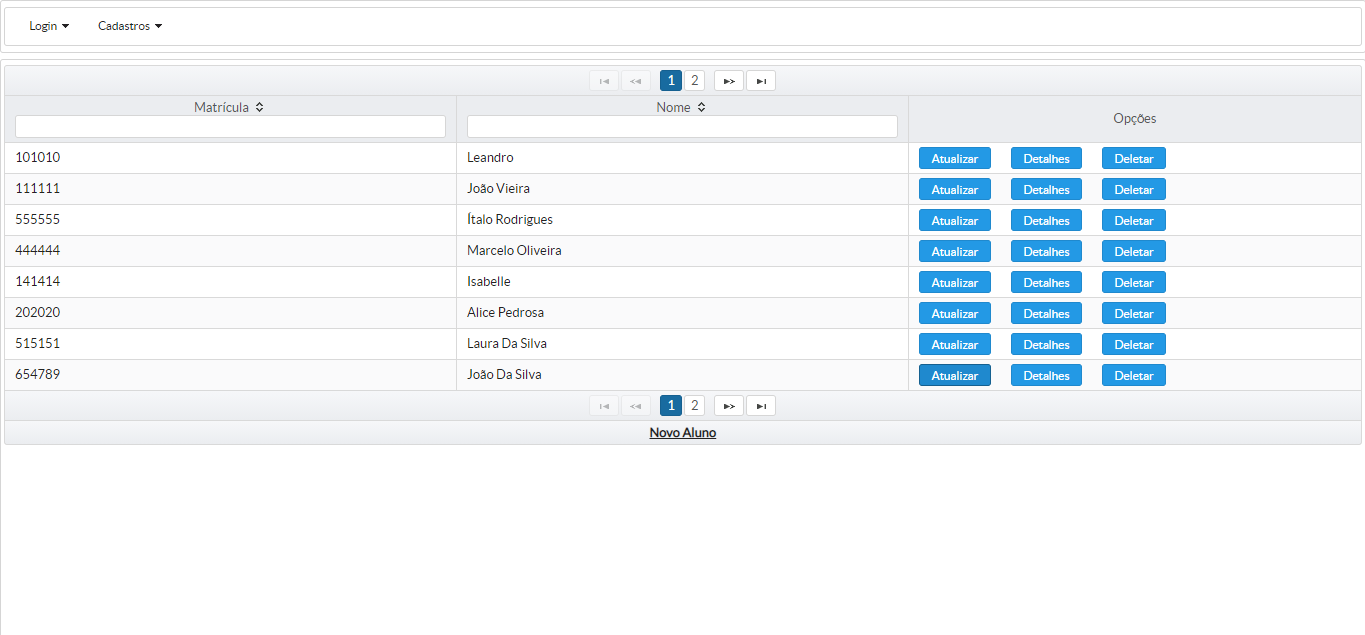 Login Cadastros
1 2
Matrícula Nome Opções
101010 Leandro Atualizar Detalhes Deletar
111111 João Vieira Atualizar Detalhes Deletar
555555 Ítalo Rodrigues Atualizar Detalhes Deletar
444444 Marcelo Oliveira Atualizar Detalhes Deletar
141414 Isabelle Atualizar Detalhes Deletar
202020 Alice Pedrosa Atualizar Detalhes Deletar
515151 Laura Da Silva Atualizar Detalhes Deletar
654789 João Da Silva Atualizar Detalhes Deletar
1 2
Novo Aluno